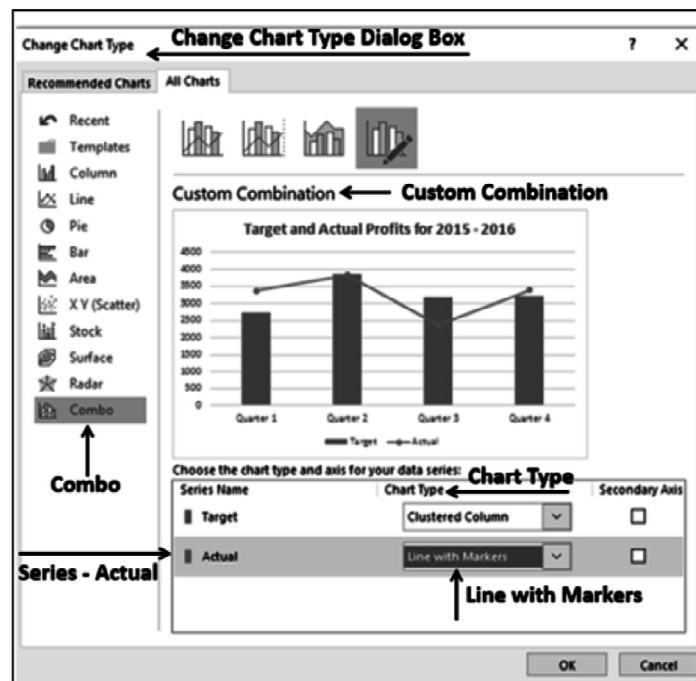 Change Chart Type
Change Chart Type Dialog Box
? ×
Recommended Charts
All Charts
Recent
Templates
Column
Line
Pie
Bar
Area
X Y (Scatter)
Stock
Surface
Radar
Combo
Combo
Custom Combination
Custom Combination
Target and Actual Profits for 2015 - 2016
4500
4000
3500
3000
2500
2000
1500
1000
500
0
Quarter 1 Quarter 2 Quarter 3 Quarter 4
Target Actual
Choose the chart type and axis for your data series:
Chart Type
Series Name Chart Type Secondary Axis
Target Clustered Column
Actual Line with Markers
Series - Actual
Line with Markers
OK Cancel